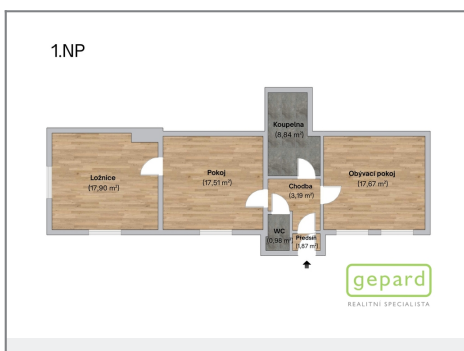 1.NP
Koupelna
(8,84 m²)
Ložnice
(17,90 m²)
Pokoj
(17,51 m²)
Chodba
(3,19 m²)
Obývací pokoj
(17,67 m²)
WC
(0,98 m²)
Předsíň
(1,87 m²)
gepard
REALITNÍ SPECIALISTA